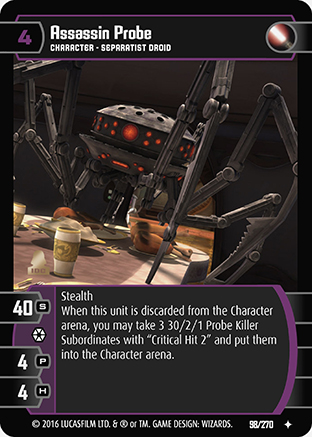 4 Assassin Probe
CHARACTER - SEPARATIST DROID
40 S
4 P
4 H
Stealth
When this unit is discarded from the Character
arena, you may take 3 30/2/1 Probe Killer
Subordinates with “Critical Hit 2” and put them
into the Character arena.
© 2016 LUCASFILM LTD. & ® OR TM. GAME DESIGN: WIZARDS. 98/270